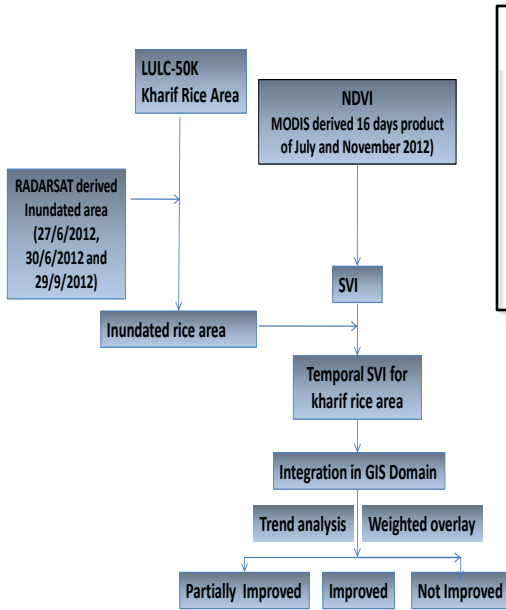 LULC-50K
Kharif Rice Area
NDVI
MODIS derived 16 days product
of July and November 2012)
RADARSAT derived
Inundated area
(27/6/2012,
30/6/2012 and
29/9/2012)
SVI
Inundated rice area
Temporal SVI for
kharif rice area
Integration in GIS Domain
Trend analysis
Weighted overlay
Partially Improved
Improved
Not Improved